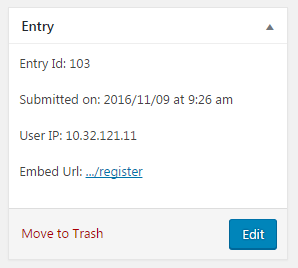 Entry
Entry Id: 103
Submitted on: 2016/11/09 at 9:26 am
User IP: 10.32.121.11
Embed Url: .../register
Move to Trash
Edit